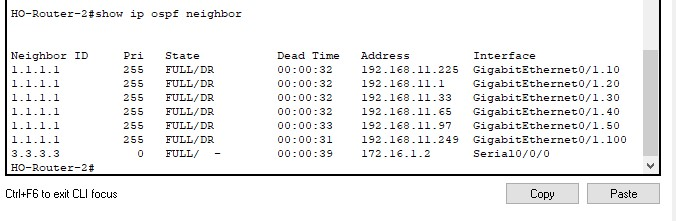 HO-Router-2#show ip ospf neighbor
Neighbor ID Pri State Dead Time Address Interface
1.1.1.1 255 FULL/DR 00:00:32 192.168.11.225 GigabitEthernet0/1.10
1.1.1.1 255 FULL/DR 00:00:32 192.168.11.1 GigabitEthernet0/1.20
1.1.1.1 255 FULL/DR 00:00:32 192.168.11.33 GigabitEthernet0/1.30
1.1.1.1 255 FULL/DR 00:00:32 192.168.11.65 GigabitEthernet0/1.40
1.1.1.1 255 FULL/DR 00:00:33 192.168.11.97 GigabitEthernet0/1.50
1.1.1.1 255 FULL/DR 00:00:31 192.168.11.249 GigabitEthernet0/1.100
3.3.3.3 0 FULL/ - 00:00:39 172.16.1.2 Serial0/0/0
HO-Router-2#
Ctrl+F6 to exit CLI focus
Copy
Paste